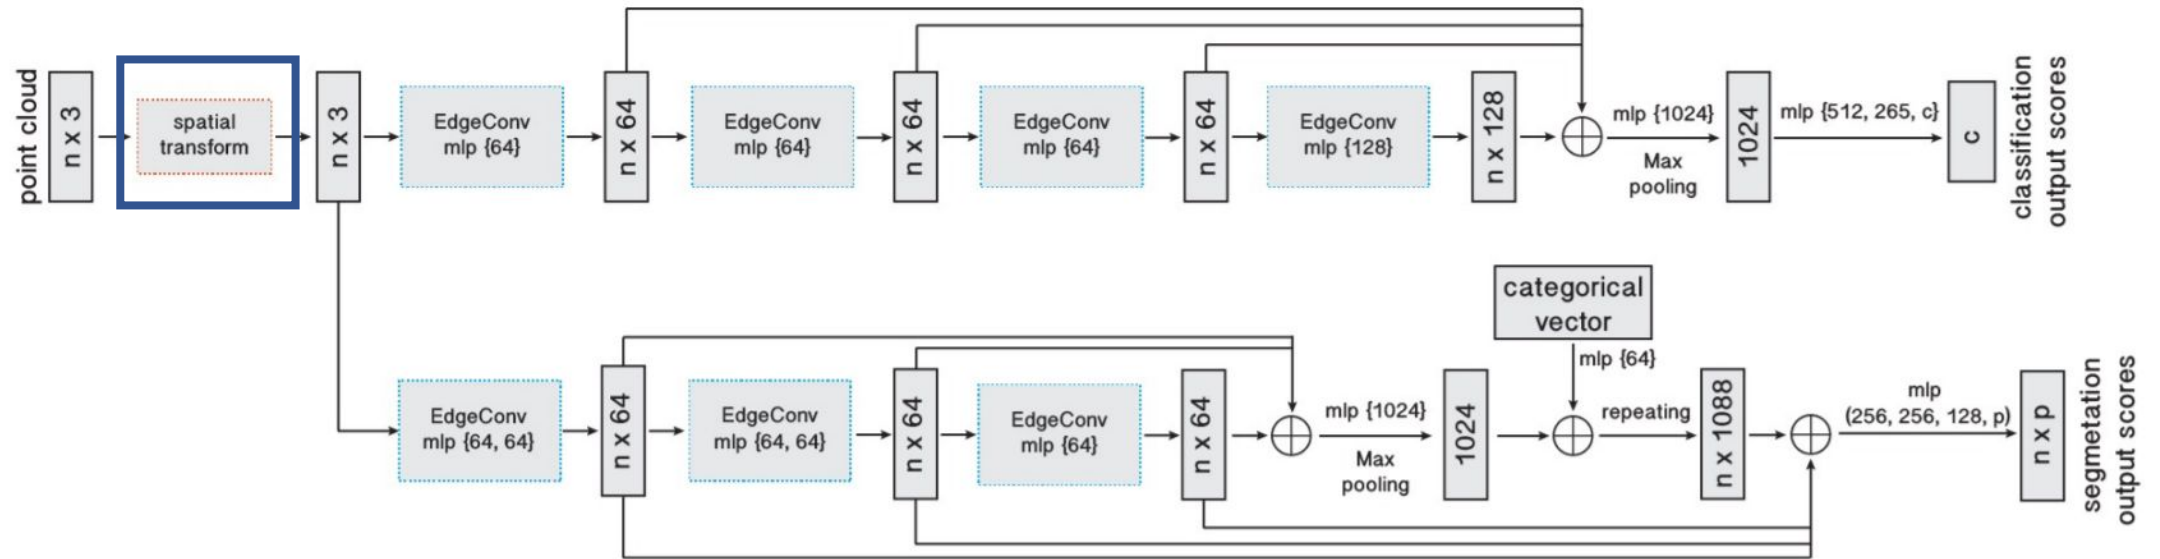 point cloud
n x 3
spatial
transform
n x 3
EdgeConv
mlp {64}
n x 64
EdgeConv
mlp {64}
n x 64
EdgeConv
mlp {64}
n x 64
EdgeConv
mlp {128}
n x 128
mlp {1024}
Max
pooling
1024
mlp {512, 265, c}
c
classification
output scores
EdgeConv
mlp {64, 64}
n x 64
EdgeConv
mlp {64, 64}
n x 64
EdgeConv
mlp {64}
n x 64
mlp {1024}
Max
pooling
1024
categorical
vector
mlp {64}
repeating
n x 1088
mlp
(256, 256, 128, p)
n x p
segmetation
output scores